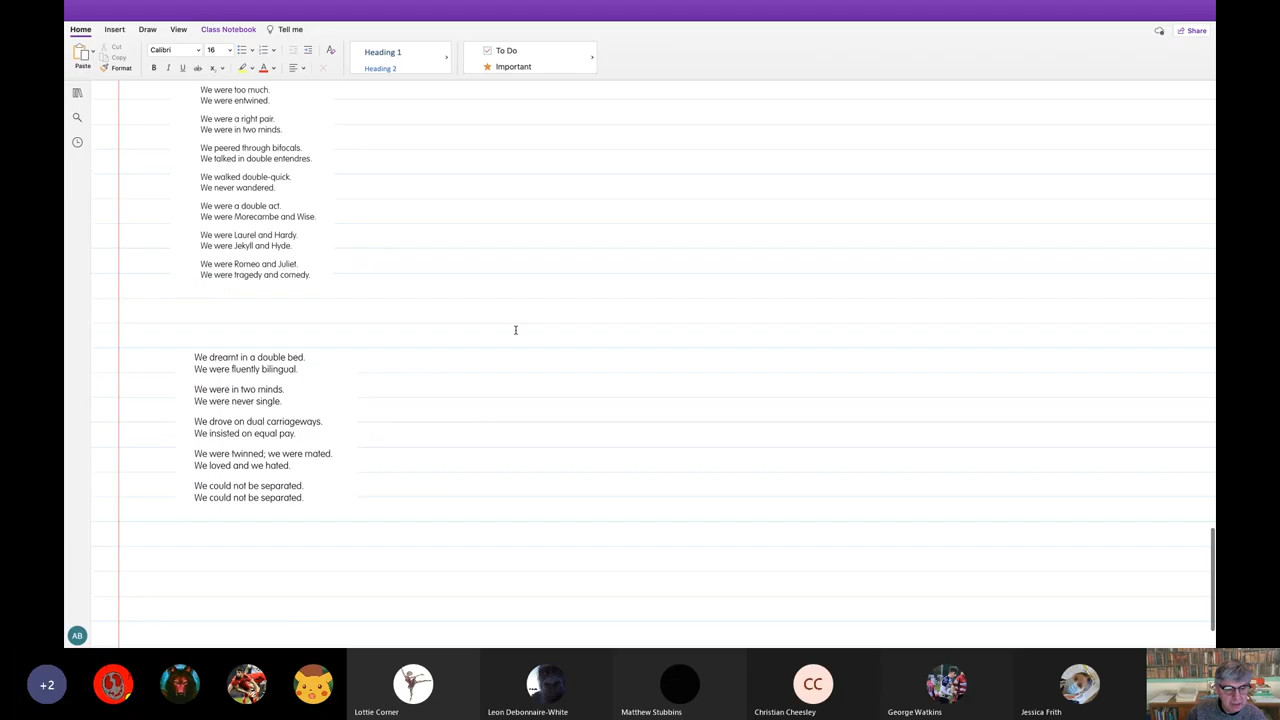 Home Insert Draw View Class Notebook Tell me Share
Paste Cut Copy Format
Calibri 16
Heading 1
Heading 2
To Do
Important
B I U ab x A
We were too much.
We were entwined.
We were a right pair.
We were in two minds.
We peered through bifocals.
We talked in double entendres.
We walked double-quick.
We never wandered.
We were a double act.
We were Morecambe and Wise.
We were Laurel and Hardy.
We were Jekyll and Hyde.
We were Romeo and Juliet.
We were tragedy and comedy.
We dreamt in a double bed.
We were fluently bilingual.
We were in two minds.
We were never single.
We drove on dual carriageways.
We insisted on equal pay.
We were twinned; we were mated.
We loved and we hated.
We could not be separated.
We could not be separated.
AB
+2
CC
Lottie Corner
Leon Debonnaire-White
Matthew Stubbins
Christian Cheesley
George Watkins
Jessica Frith